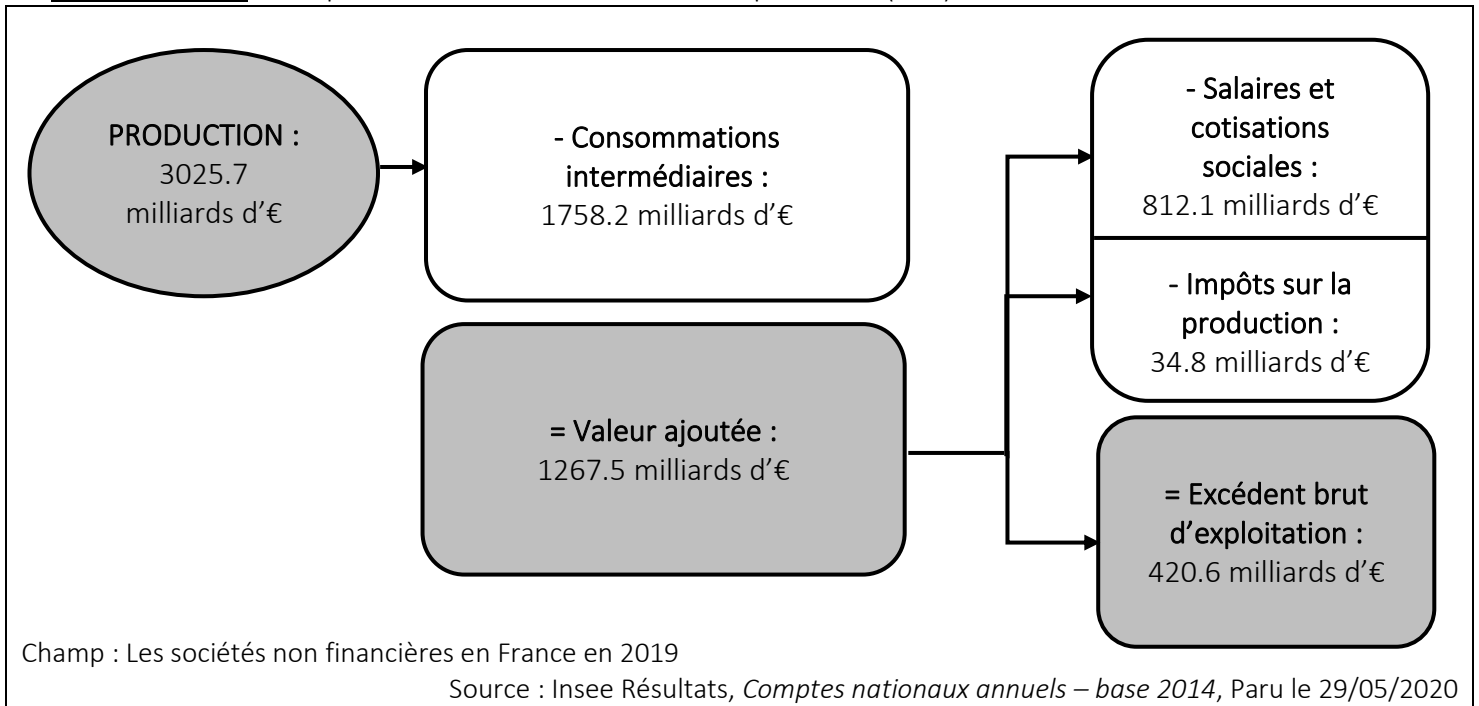 PRODUCTION :
3025.7
milliards d’€
- Consommations
intermédiaires :
1758.2 milliards d’€
= Valeur ajoutée :
1267.5 milliards d’€
- Salaires et
cotisations
sociales :
812.1 milliards d’€
- Impôts sur la
production :
34.8 milliards d’€
= Excédent brut
d’exploitation :
420.6 milliards d’€
Champ : Les sociétés non financières en France en 2019
Source : Insee Résultats, Comptes nationaux annuels – base 2014, Paru le 29/05/2020